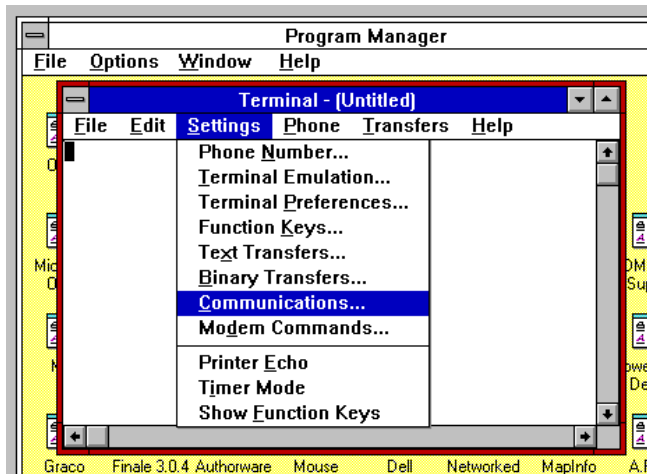 Program Manager
File Options Window Help
Terminal - (Untitled)
File Edit Settings Phone Transfers Help
Phone Number...
Terminal Emulation...
Terminal Preferences...
Function Keys...
Text Transfers...
Binary Transfers...
Communications...
Modem Commands...
Printer Echo
Timer Mode
Show Function Keys
Graco Finale 3.0.4 Authorware Mouse Dell Networked MapInfo